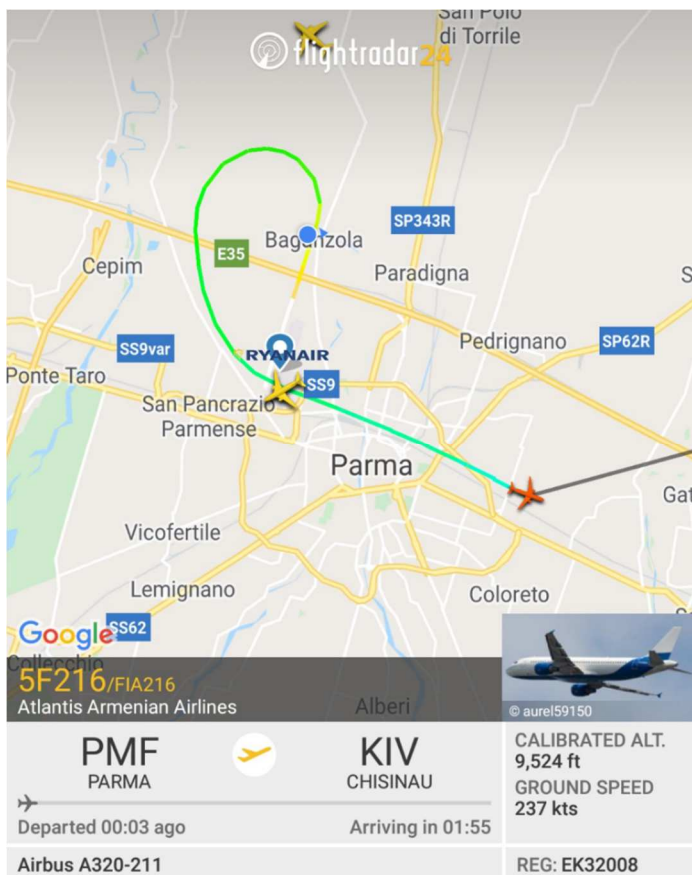 San Polo
di Torrile
flightradar24
SP343R
Baganzola
E35
Cepim
Paradigna
SS9var
RYANAIR
Pedrignano
SP62R
Ponte Taro
SS9
San Pancrazio
Parmense
Parma
Vicofertile
Lemignano
Coloreto
Google
SS62
Collecchio
5F216/FIA216
Atlantis Armenian Airlines
Alberi
© aurel59150
PMF
KIV
PARMA
CHISINAU
CALIBRATED ALT.
9,524 ft
GROUND SPEED
237 kts
Departed 00:03 ago
Arriving in 01:55
Airbus A320-211
REG: EK32008